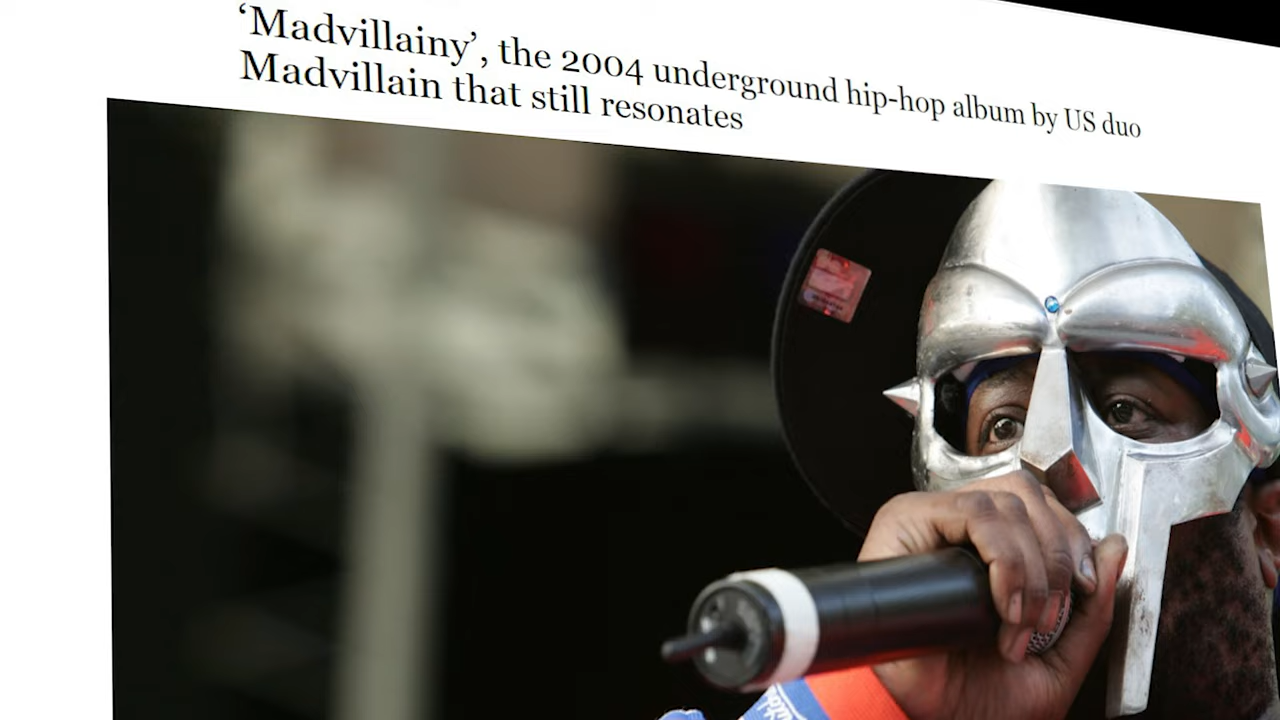 ‘Madvillainy’, the 2004 underground hip-hop album by US duo
Madvillain that still resonates